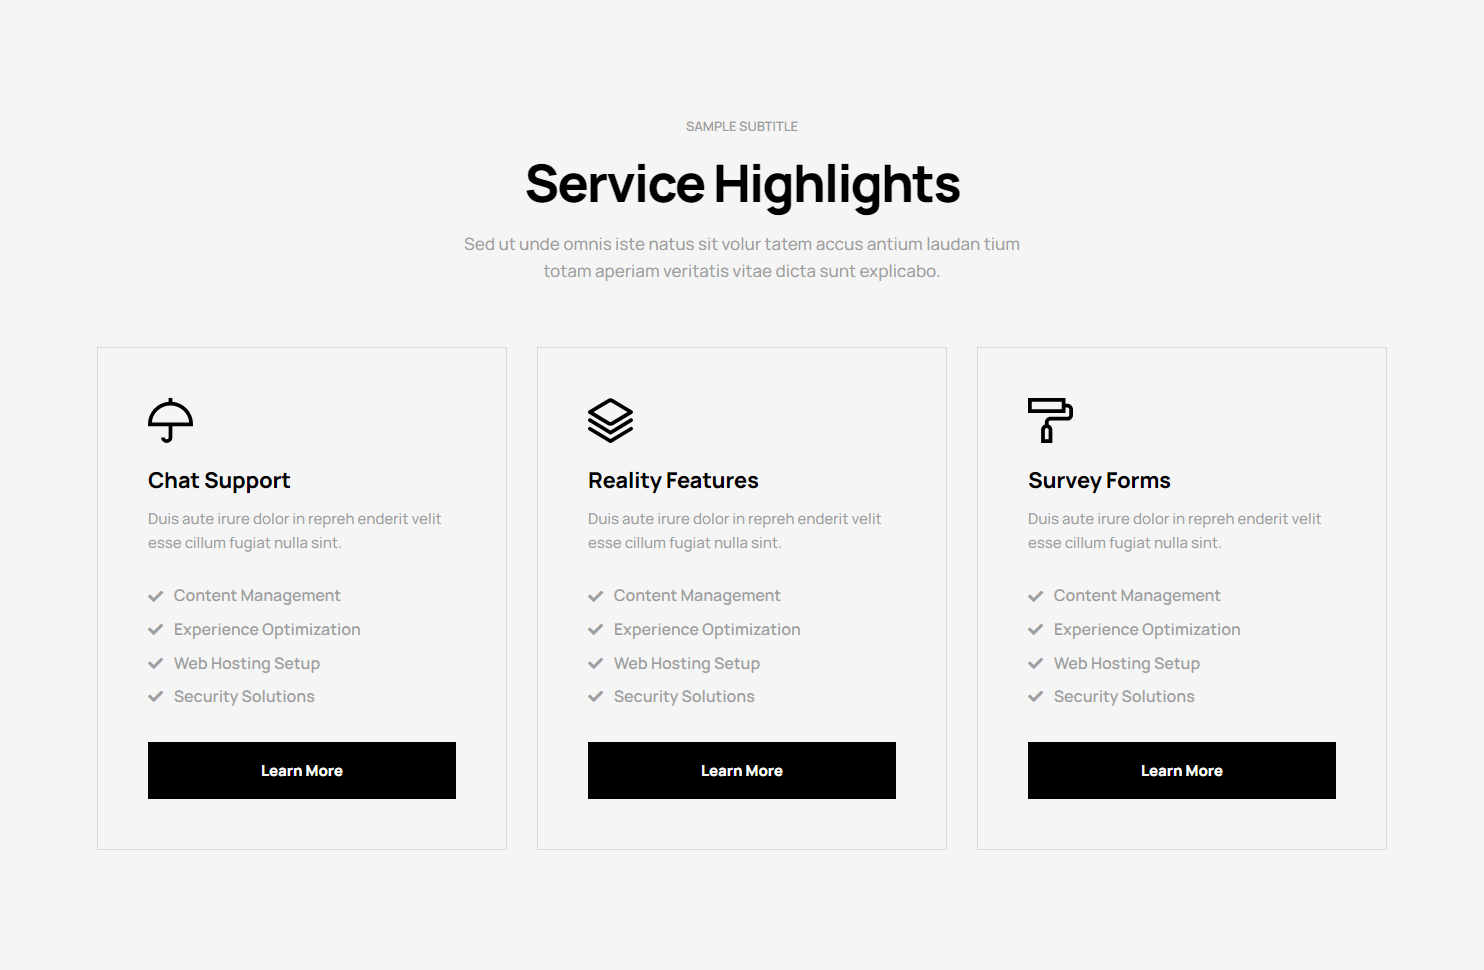 SAMPLE SUBTITLE
Service Highlights
Sed ut unde omnis iste natus sit volur tatem accus antium laudan tium
totam aperiam veritatis vitae dicta sunt explicabo.
Chat Support
Duis aute irure dolor in repreh enderit velit
esse cillum fugiat nulla sint.
Content Management
Experience Optimization
Web Hosting Setup
Security Solutions
Learn More
Reality Features
Duis aute irure dolor in repreh enderit velit
esse cillum fugiat nulla sint.
Content Management
Experience Optimization
Web Hosting Setup
Security Solutions
Learn More
Survey Forms
Duis aute irure dolor in repreh enderit velit
esse cillum fugiat nulla sint.
Content Management
Experience Optimization
Web Hosting Setup
Security Solutions
Learn More